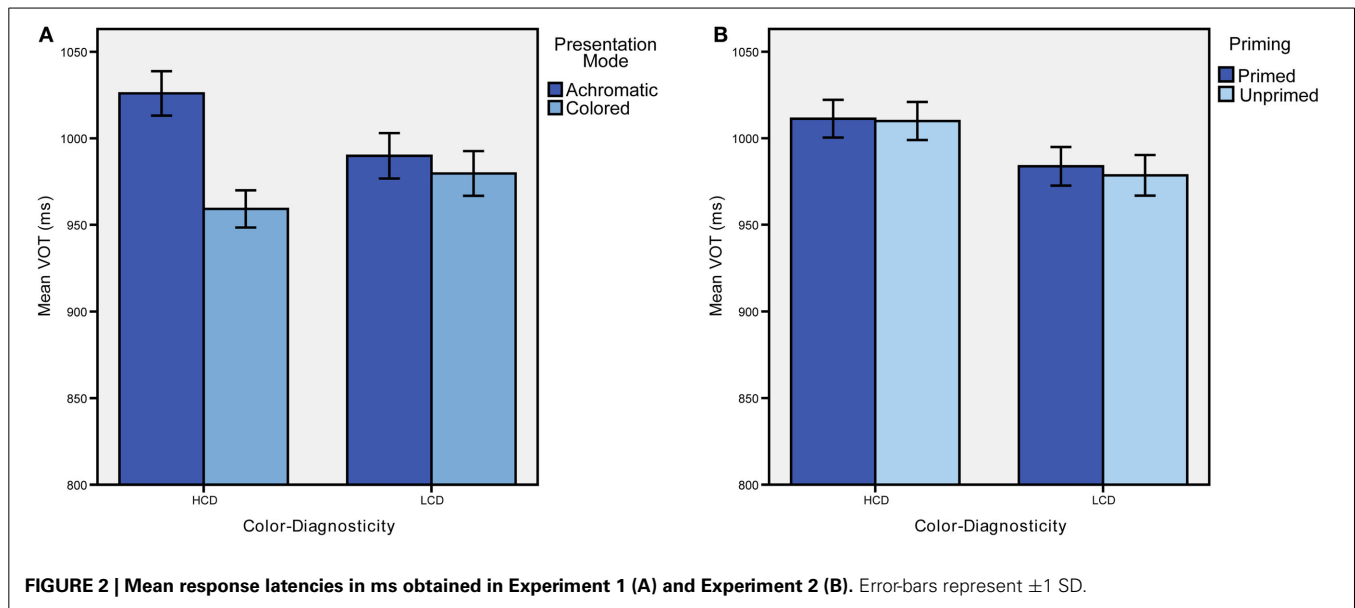 A
Presentation
Mode
Achromatic
Colored
1050
1000
950
900
850
800
Mean VOT (ms)
HCD
LCD
Color-Diagnosticity
B
Priming
Primed
Unprimed
1050
1000
950
900
850
800
Mean VOT (ms)
HCD
LCD
Color-Diagnosticity
FIGURE 2 | Mean response latencies in ms obtained in Experiment 1 (A) and Experiment 2 (B). Error-bars represent ±1 SD.